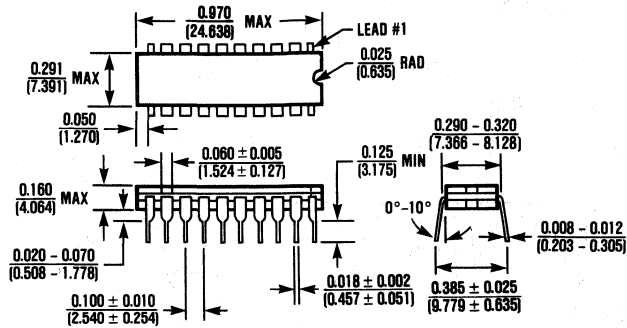 0.970
(24.638) MAX
LEAD #1
0.291
(7.391) MAX
0.025
(0.635) RAD
0.050
(1.270)
0.290 – 0.320
(7.366 – 8.128)
0.060 ± 0.005
(1.524 ± 0.127)
0.125
(3.175) MIN
0.160
(4.064) MAX
0°–10°
0.008 – 0.012
(0.203 – 0.305)
0.020 – 0.070
(0.508 – 1.778)
0.018 ± 0.002
(0.457 ± 0.051)
0.385 ± 0.025
(9.779 ± 0.635)
0.100 ± 0.010
(2.540 ± 0.254)